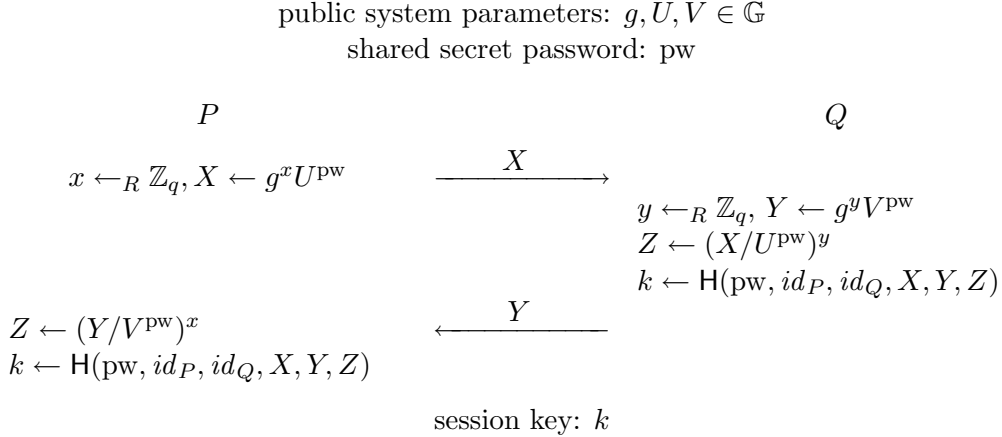 public system parameters: g, U, V ∈ 𝔾
shared secret password: pw
P Q
x ←_R ℤ_q, X ← g^x U^pw
X
y ←_R ℤ_q, Y ← g^y V^pw
Z ← (X/U^pw)^y
k ← H(pw, id_P, id_Q, X, Y, Z)
Y
Z ← (Y/V^pw)^x
k ← H(pw, id_P, id_Q, X, Y, Z)
session key: k